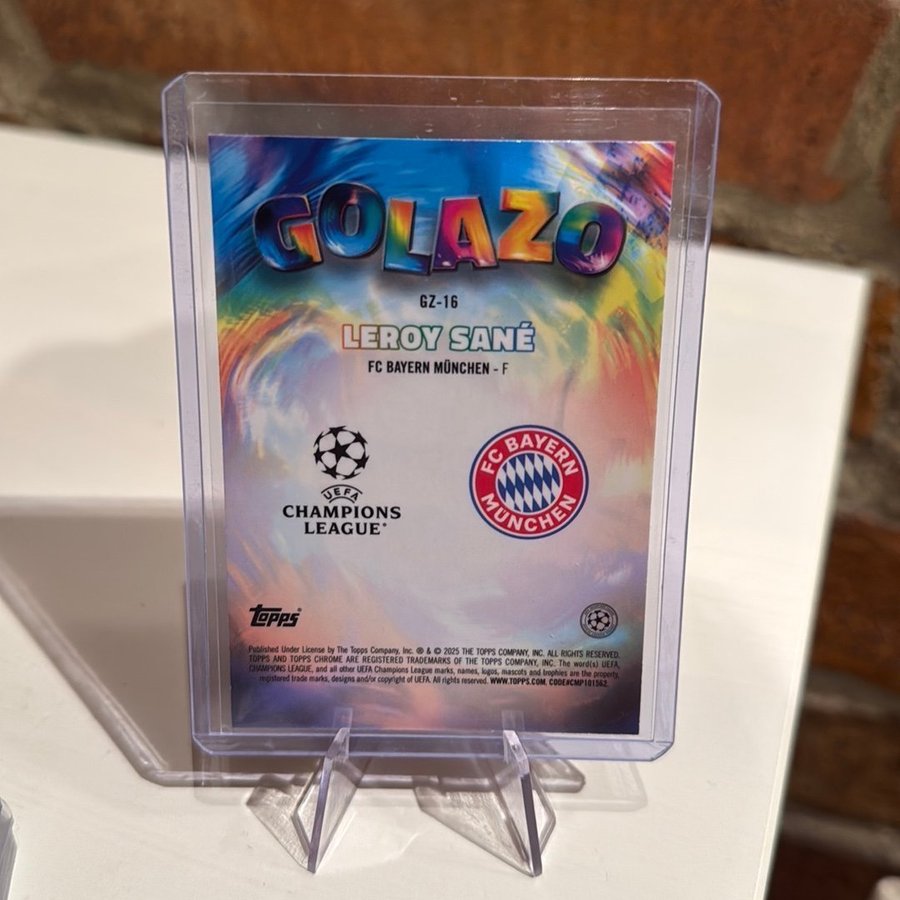 GOLAZO
GZ-16
LEROY SANÉ
FC BAYERN MÜNCHEN - F
UEFA
CHAMPIONS
LEAGUE®
FC BAYERN
MÜNCHEN
Topps®
Published Under License by The Topps Company, Inc. ® & © 2025 THE TOPPS COMPANY, INC. ALL RIGHTS RESERVED.
TOPPS AND TOPPS CHROME ARE REGISTERED TRADEMARKS OF THE TOPPS COMPANY, INC. The word(s) UEFA,
CHAMPIONS LEAGUE, and all other UEFA Champions League marks, names, logos, mascots and trophies are the property,
registered trade marks, designs and/or copyright of UEFA. All rights reserved. WWW.TOPPS.COM. CODE#CMP101562.